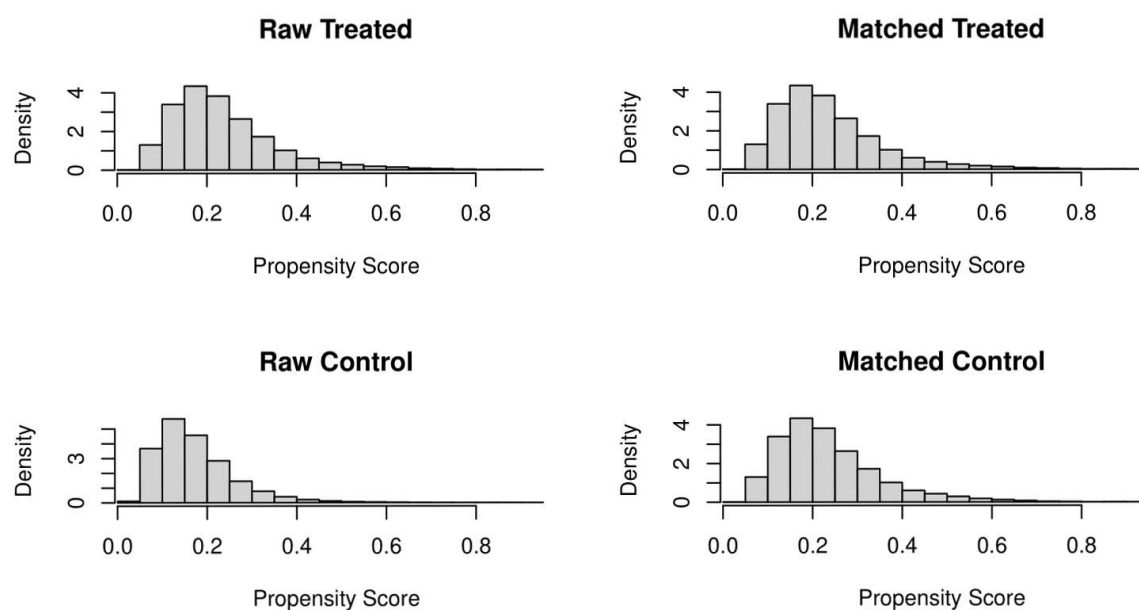 Raw Treated
Density
0 2 4
0.0 0.2 0.4 0.6 0.8
Propensity Score
Matched Treated
Density
0 2 4
0.0 0.2 0.4 0.6 0.8
Propensity Score
Raw Control
Density
0 3
0.0 0.2 0.4 0.6 0.8
Propensity Score
Matched Control
Density
0 2 4
0.0 0.2 0.4 0.6 0.8
Propensity Score